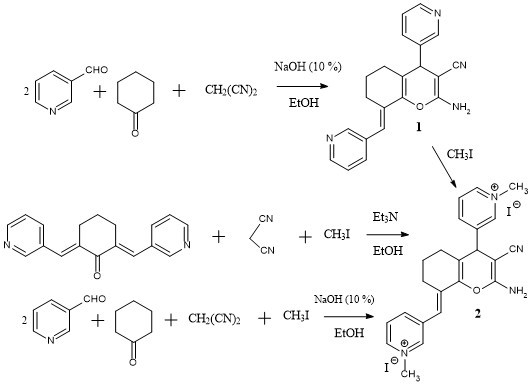 N
CHO
2
N
+
O
+
CH2(CN)2
NaOH (10 %)
EtOH
CN
O
NH2
N
1
CH3I
N
N
O
+
CN
CN
+
CH3I
Et3N
EtOH
CH3
N
+
I−
CN
O
NH2
2
N
+
I−
CH3
CHO
2
N
+
O
+
CH2(CN)2
+
CH3I
NaOH (10 %)
EtOH